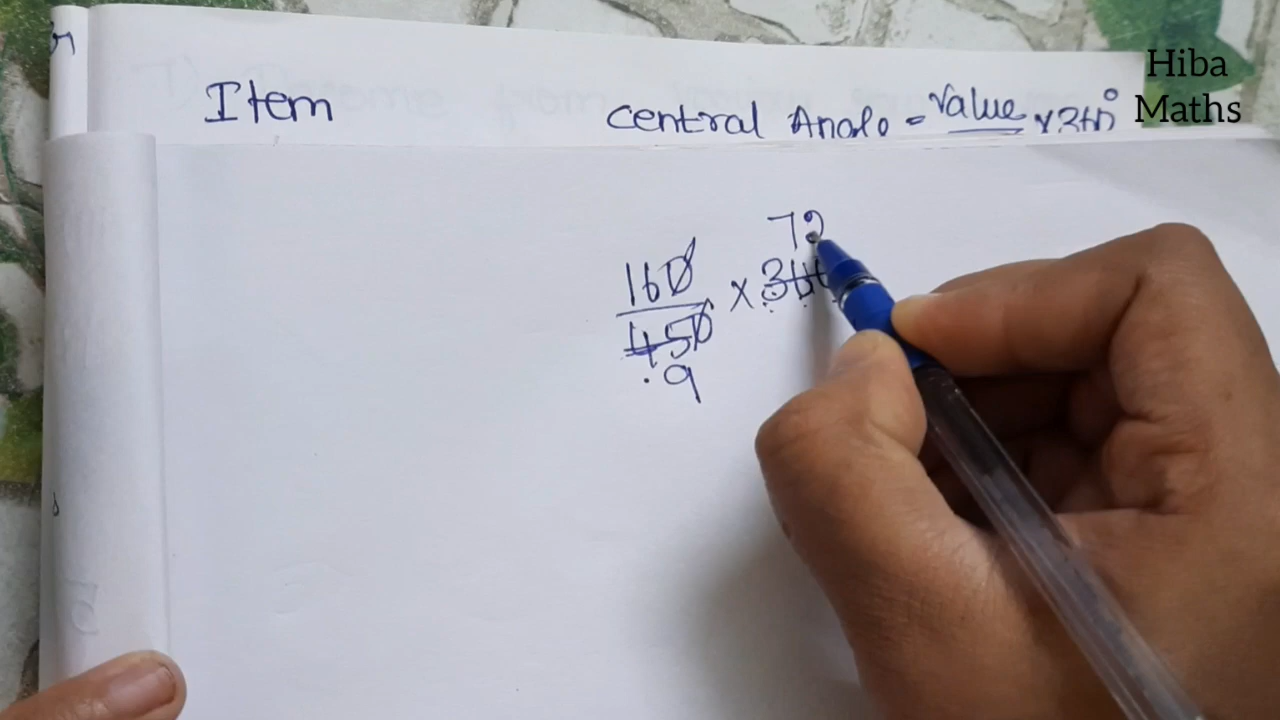 Hiba
Maths
Item
Central Angle = Value × 360°
72
160 × 360
450
9